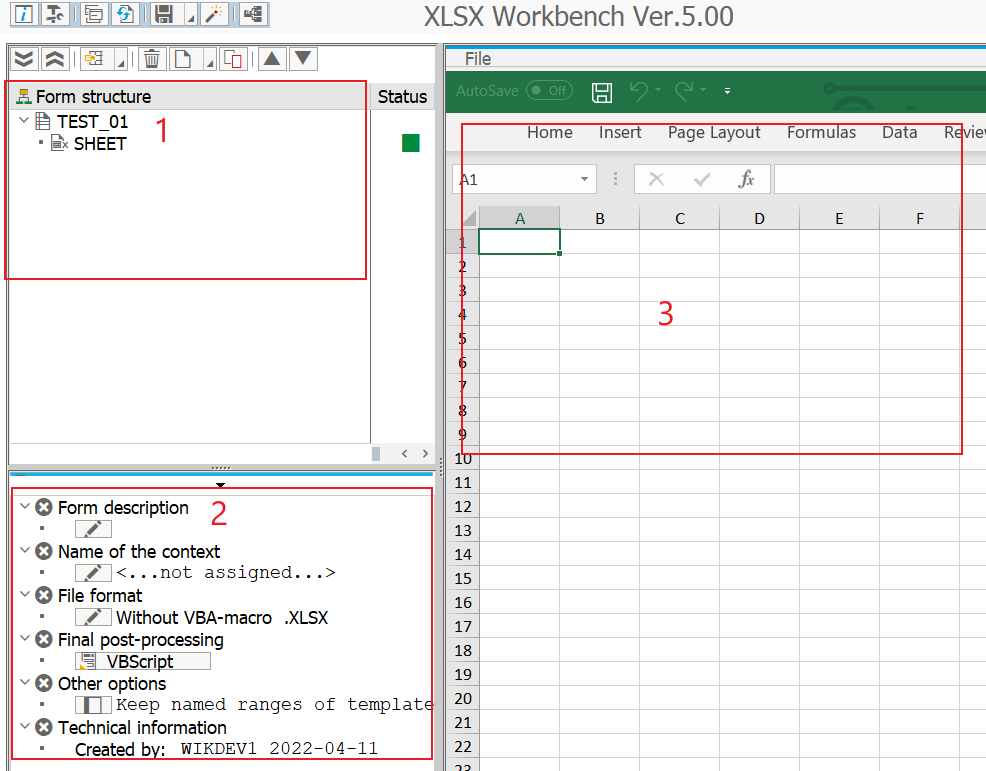 XLSX Workbench Ver.5.00
Form structure
Status
1
TEST_01
SHEET
2
Form description
Name of the context
<...not assigned...>
File format
Without VBA-macro .XLSX
Final post-processing
VBScript
Other options
Keep named ranges of template
Technical information
Created by: WIKDEV1 2022-04-11
File
AutoSave Off
Home Insert Page Layout Formulas Data Revie
A1 fx
A B C D E F
1
2
3
3
4
5
6
7
8
9
10
11
12
13
14
15
16
17
18
19
20
21
22
23